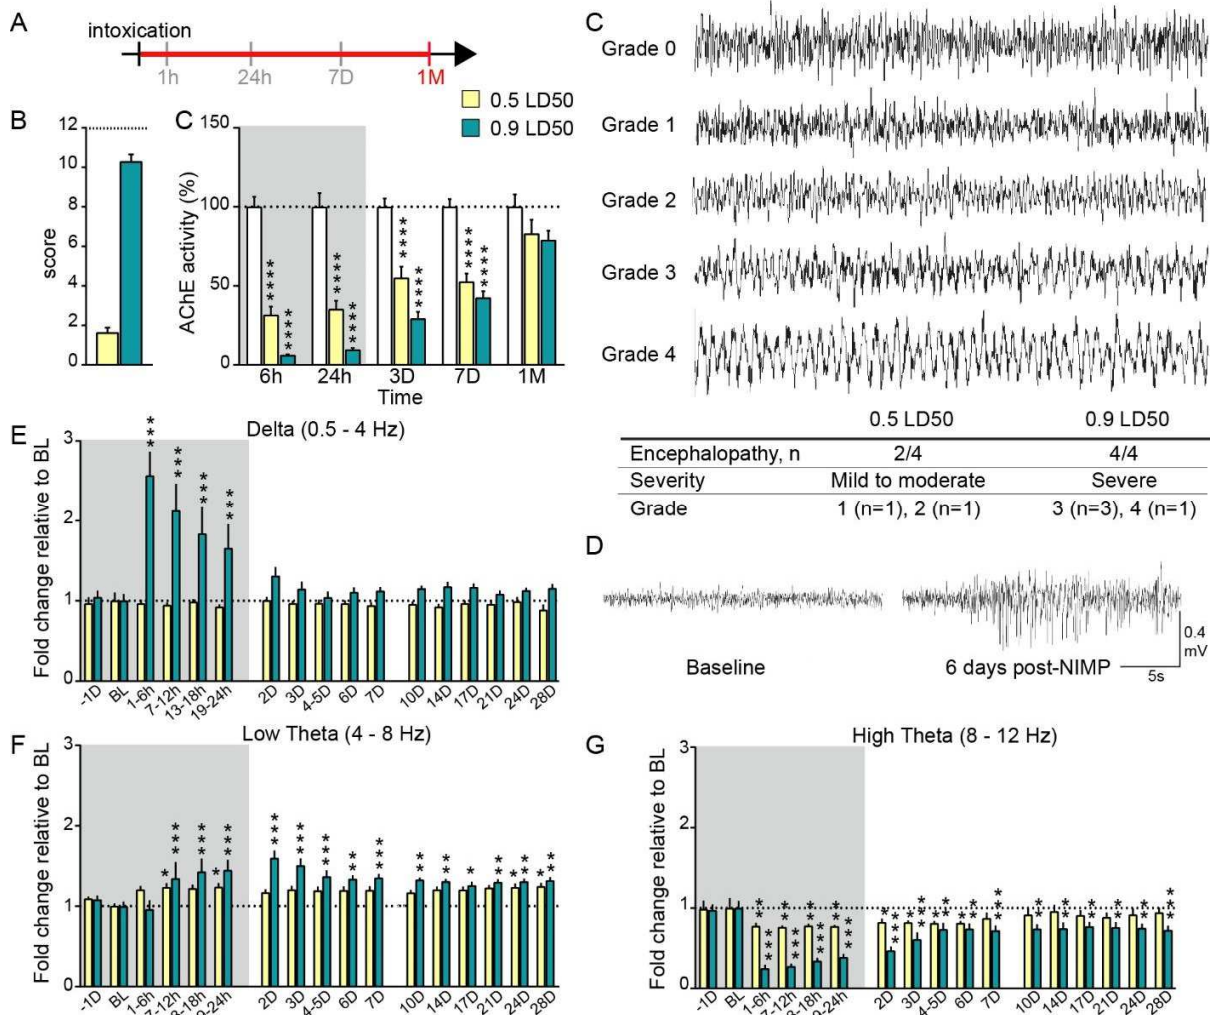 A
intoxication
1h 24h 7D 1M
0.5 LD50
0.9 LD50
B
score
12
10
8
6
4
2
0
C
AChE activity (%)
150
100
50
0
**** **** **** **** **** **** **** ****
6h 24h 3D 7D 1M
Time
C
Grade 0
Grade 1
Grade 2
Grade 3
Grade 4
0.5 LD50 0.9 LD50
Encephalopathy, n 2/4 4/4
Severity Mild to moderate Severe
Grade 1 (n=1), 2 (n=1) 3 (n=3), 4 (n=1)
D
Baseline
6 days post-NIMP
0.4
mV
5s
E
Delta (0.5 - 4 Hz)
Fold change relative to BL
3
2
1
0
*** *** *** ***
-1D BL 1-6h 7-12h 13-18h 19-24h 2D 3D 4-5D 6D 7D 10D 14D 17D 21D 24D 28D
F
Low Theta (4 - 8 Hz)
Fold change relative to BL
3
2
1
0
* *** *** * *** *** *** *** ** *** ** ** * ** * ** * **
-1D BL 1-6h 7-12h 2D 3D 4-5D 6D 7D 10D 14D 17D 21D 24D 28D
G
High Theta (8 - 12 Hz)
Fold change relative to BL
3
2
1
0
-1D BL 1-6h 7-12h 13-18h 19-24h 2D 3D 4-5D 6D 7D 10D 14D 17D 21D 24D 28D